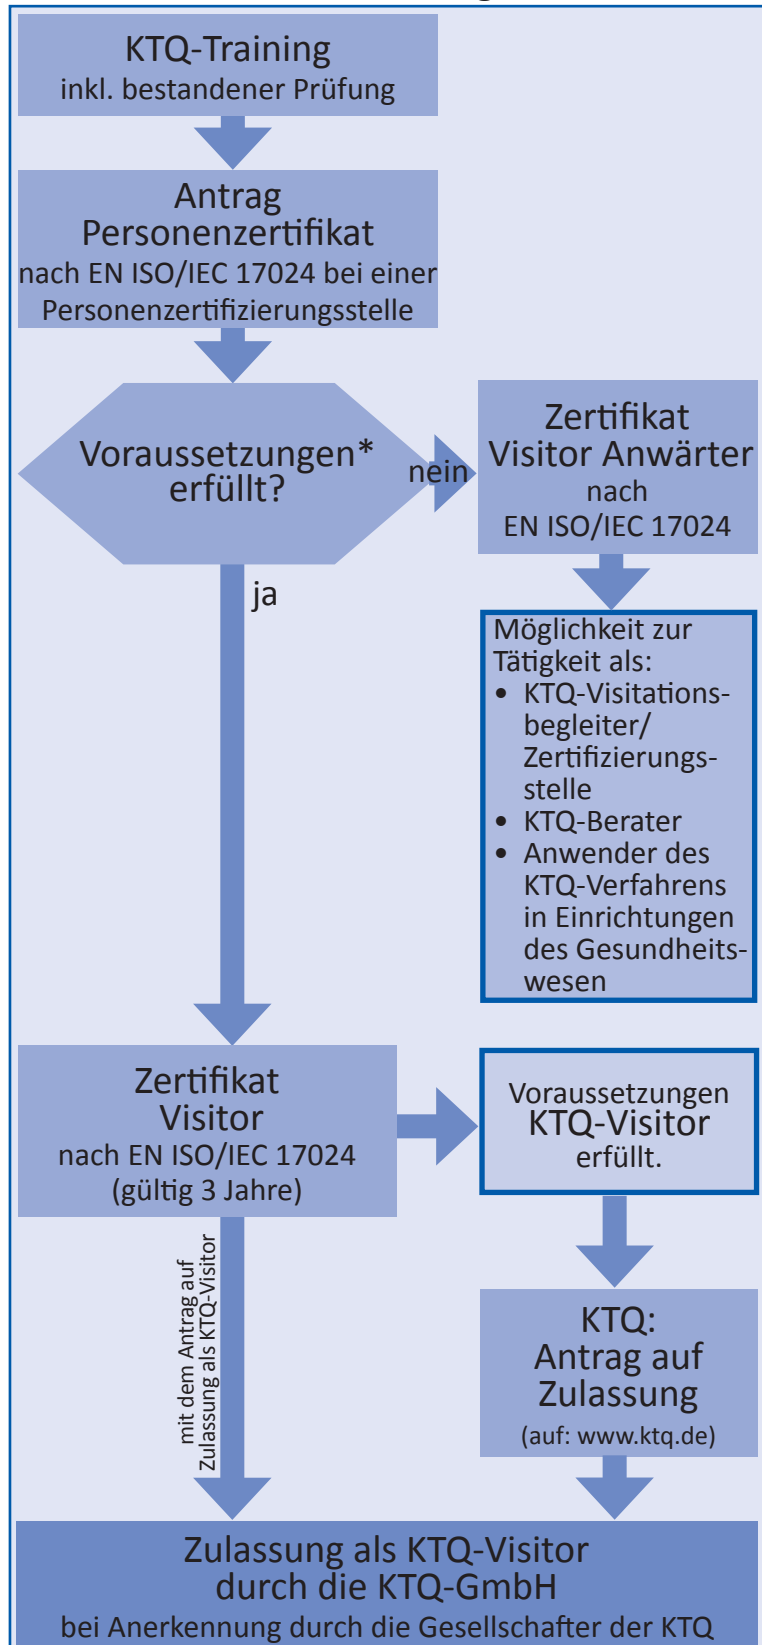 KTQ-Training
inkl. bestandener Prüfung
Antrag
Personenzertifikat
nach EN ISO/IEC 17024 bei einer
Personenzertifizierungsstelle
Voraussetzungen*
erfüllt?
nein
Zertifikat
Visitor Anwärter
nach
EN ISO/IEC 17024
ja
Möglichkeit zur
Tätigkeit als:
• KTQ-Visitations-
begleiter/
Zertifizierungs-
stelle
• KTQ-Berater
• Anwender des
KTQ-Verfahrens
in Einrichtungen
des Gesundheits-
wesen
Zertifikat
Visitor
nach EN ISO/IEC 17024
(gültig 3 Jahre)
Voraussetzungen
KTQ-Visitor
erfüllt.
mit dem Antrag auf
Zulassung als KTQ-Visitor
KTQ:
Antrag auf
Zulassung
(auf: www.ktq.de)
Zulassung als KTQ-Visitor
durch die KTQ-GmbH
bei Anerkennung durch die Gesellschafter der KTQ